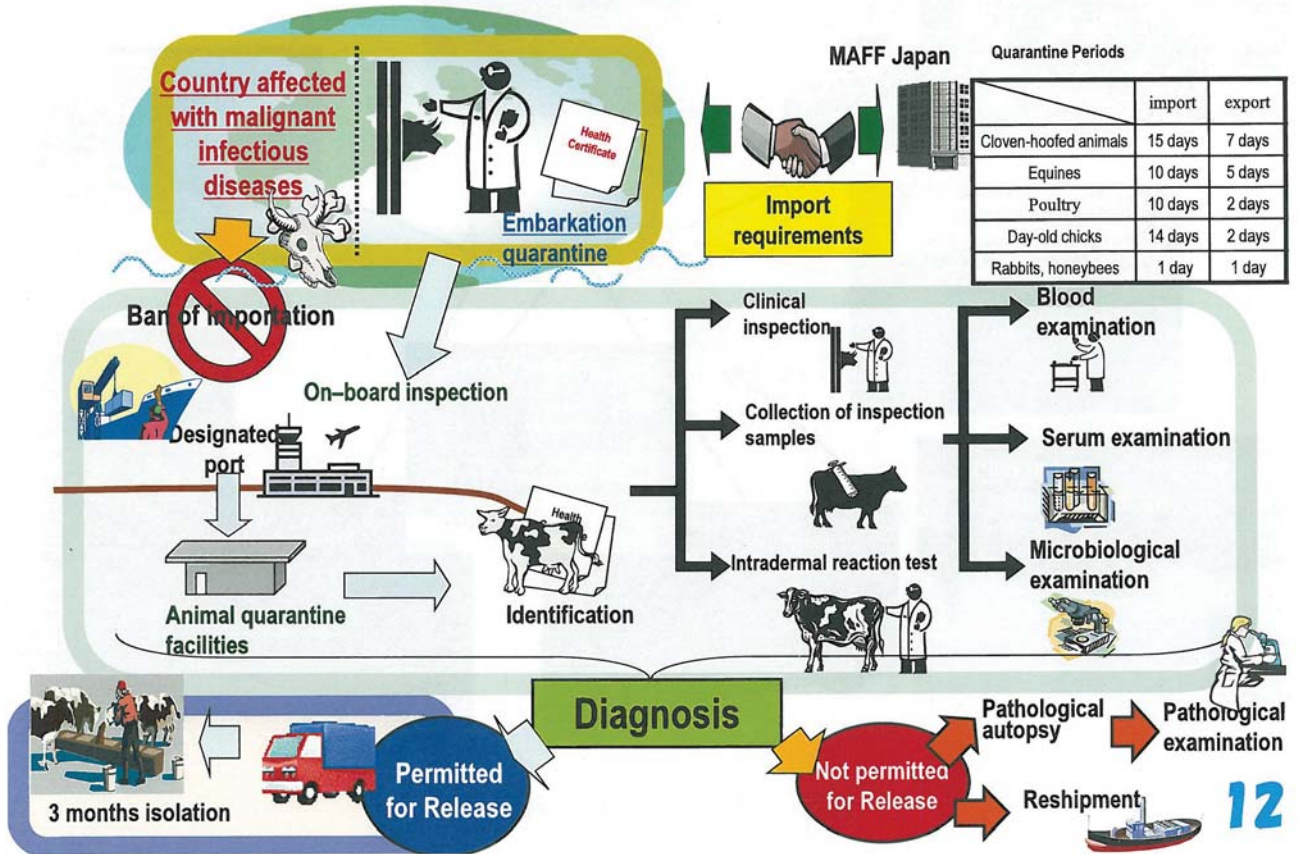 Country affected
with malignant
infectious
diseases
Health
Certificate
Embarkation
quarantine
MAFF Japan
Import
requirements
Quarantine Periods
import export
Cloven-hoofed animals 15 days 7 days
Equines 10 days 5 days
Poultry 10 days 2 days
Day-old chicks 14 days 2 days
Rabbits, honeybees 1 day 1 day
Ban of importation
On-board inspection
Designated
port
Animal quarantine
facilities
Health
Identification
Clinical
inspection
Collection of inspection
samples
Intradermal reaction test
Blood
examination
Serum examination
Microbiological
examination
Diagnosis
Permitted
for Release
3 months isolation
Not permitted
for Release
Pathological
autopsy
Pathological
examination
Reshipment
12